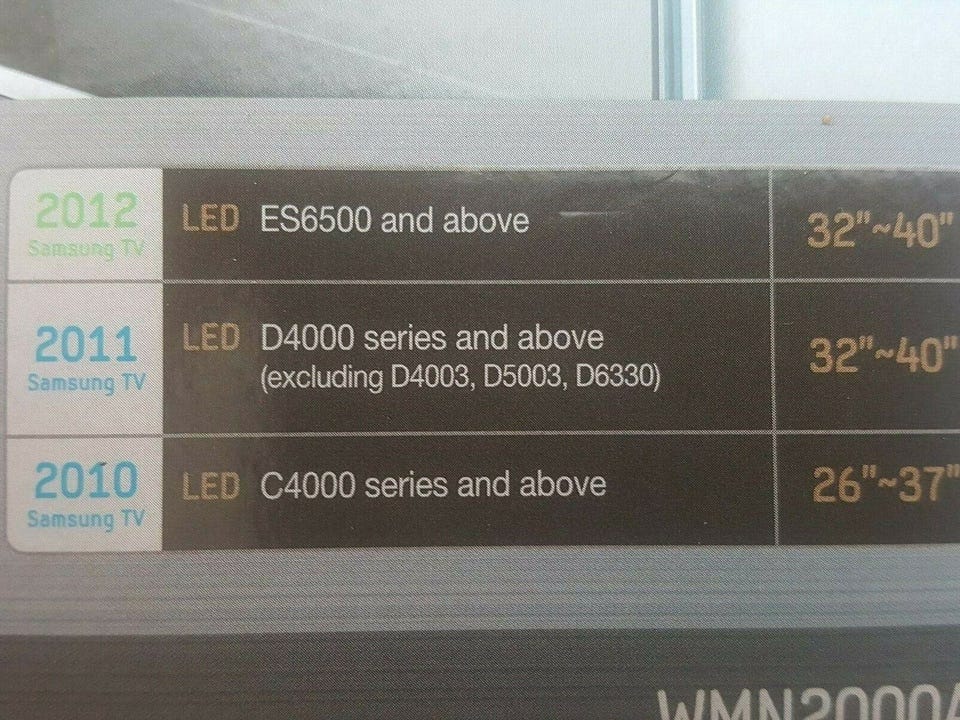 2012
Samsung TV
LED ES6500 and above
32"~40"
2011
Samsung TV
LED D4000 series and above
(excluding D4003, D5003, D6330)
32"~40"
2010
Samsung TV
LED C4000 series and above
26"~37"
WMN2000A